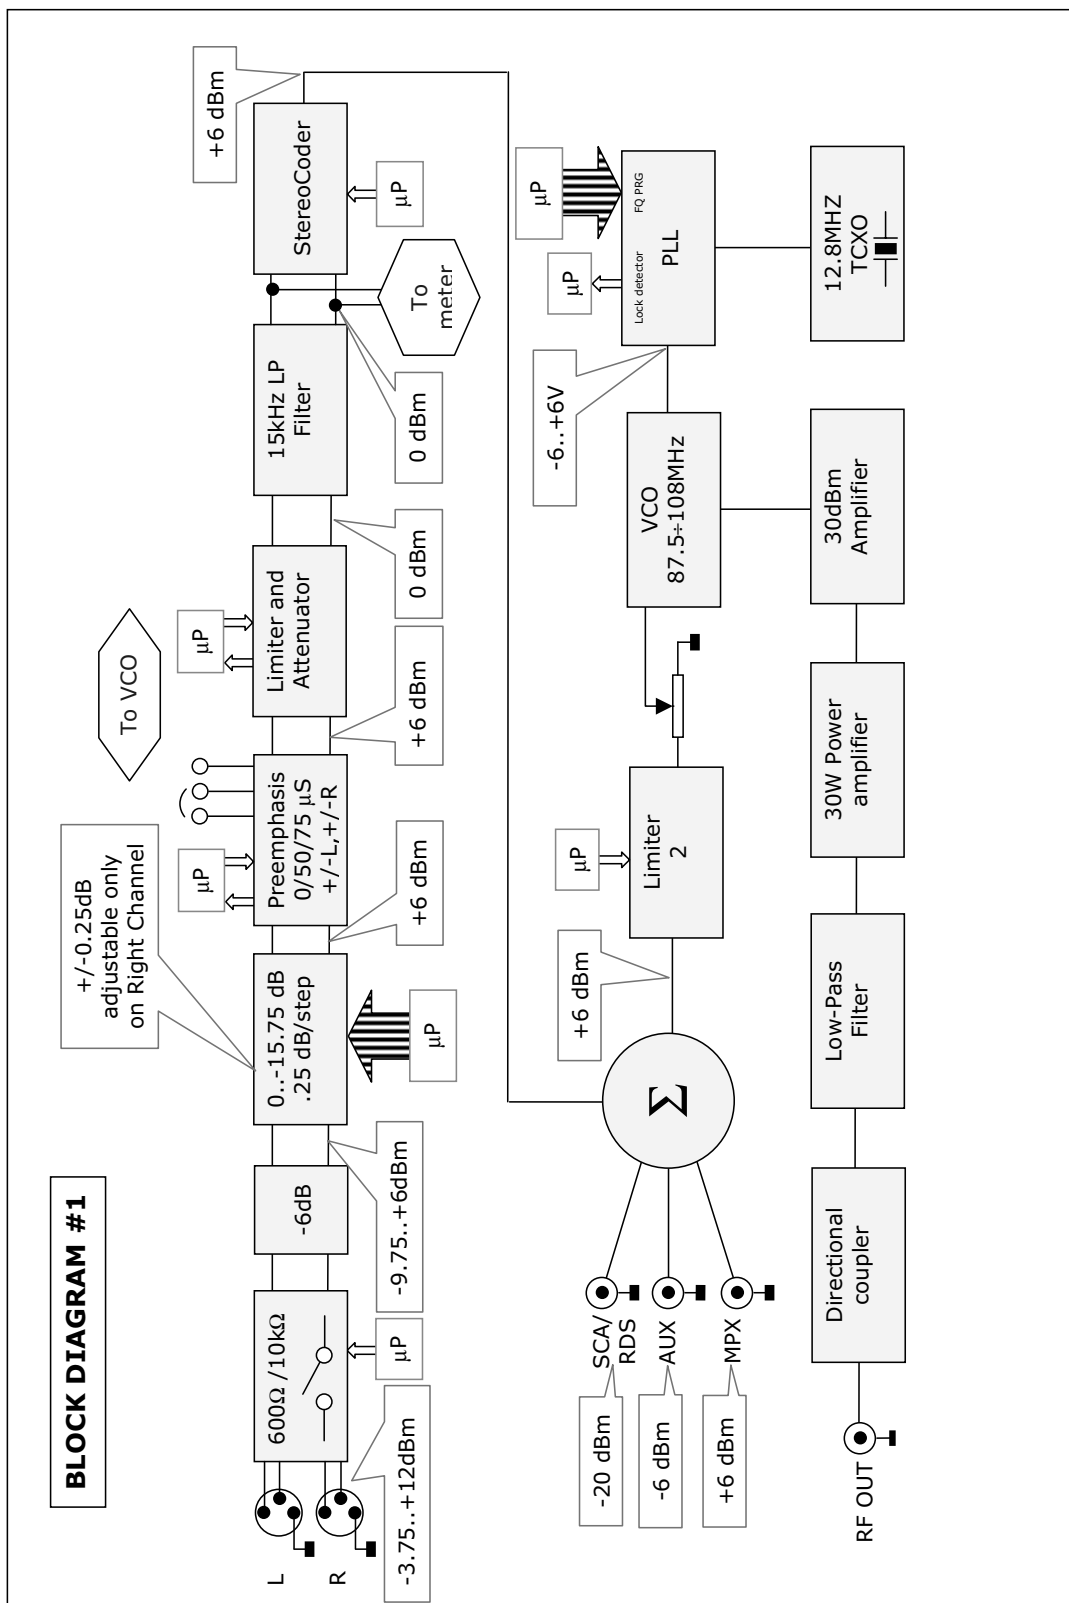 BLOCK DIAGRAM #1
L
R
-3.75..+12dBm
600Ω /10kΩ
µP
-6dB
-9.75..+6dBm
0..-15.75 dB
.25 dB/step
µP
+/-0.25dB
adjustable only
on Right Channel
+6 dBm
Preemphasis
0/50/75 µS
+/-L,+/-R
µP
To VCO
+6 dBm
Limiter and
Attenuator
µP
0 dBm
15kHz LP
Filter
0 dBm
To
meter
StereoCoder
µP
+6 dBm
SCA/
RDS
AUX
MPX
-20 dBm
-6 dBm
+6 dBm
Σ
+6 dBm
Limiter
2
µP
VCO
87.5÷108MHz
-6..+6V
Lock detector
FQ PRG
PLL
µP
µP
12.8MHZ
TCXO
30dBm
Amplifier
30W Power
amplifier
Low-Pass
Filter
Directional
coupler
RF OUT